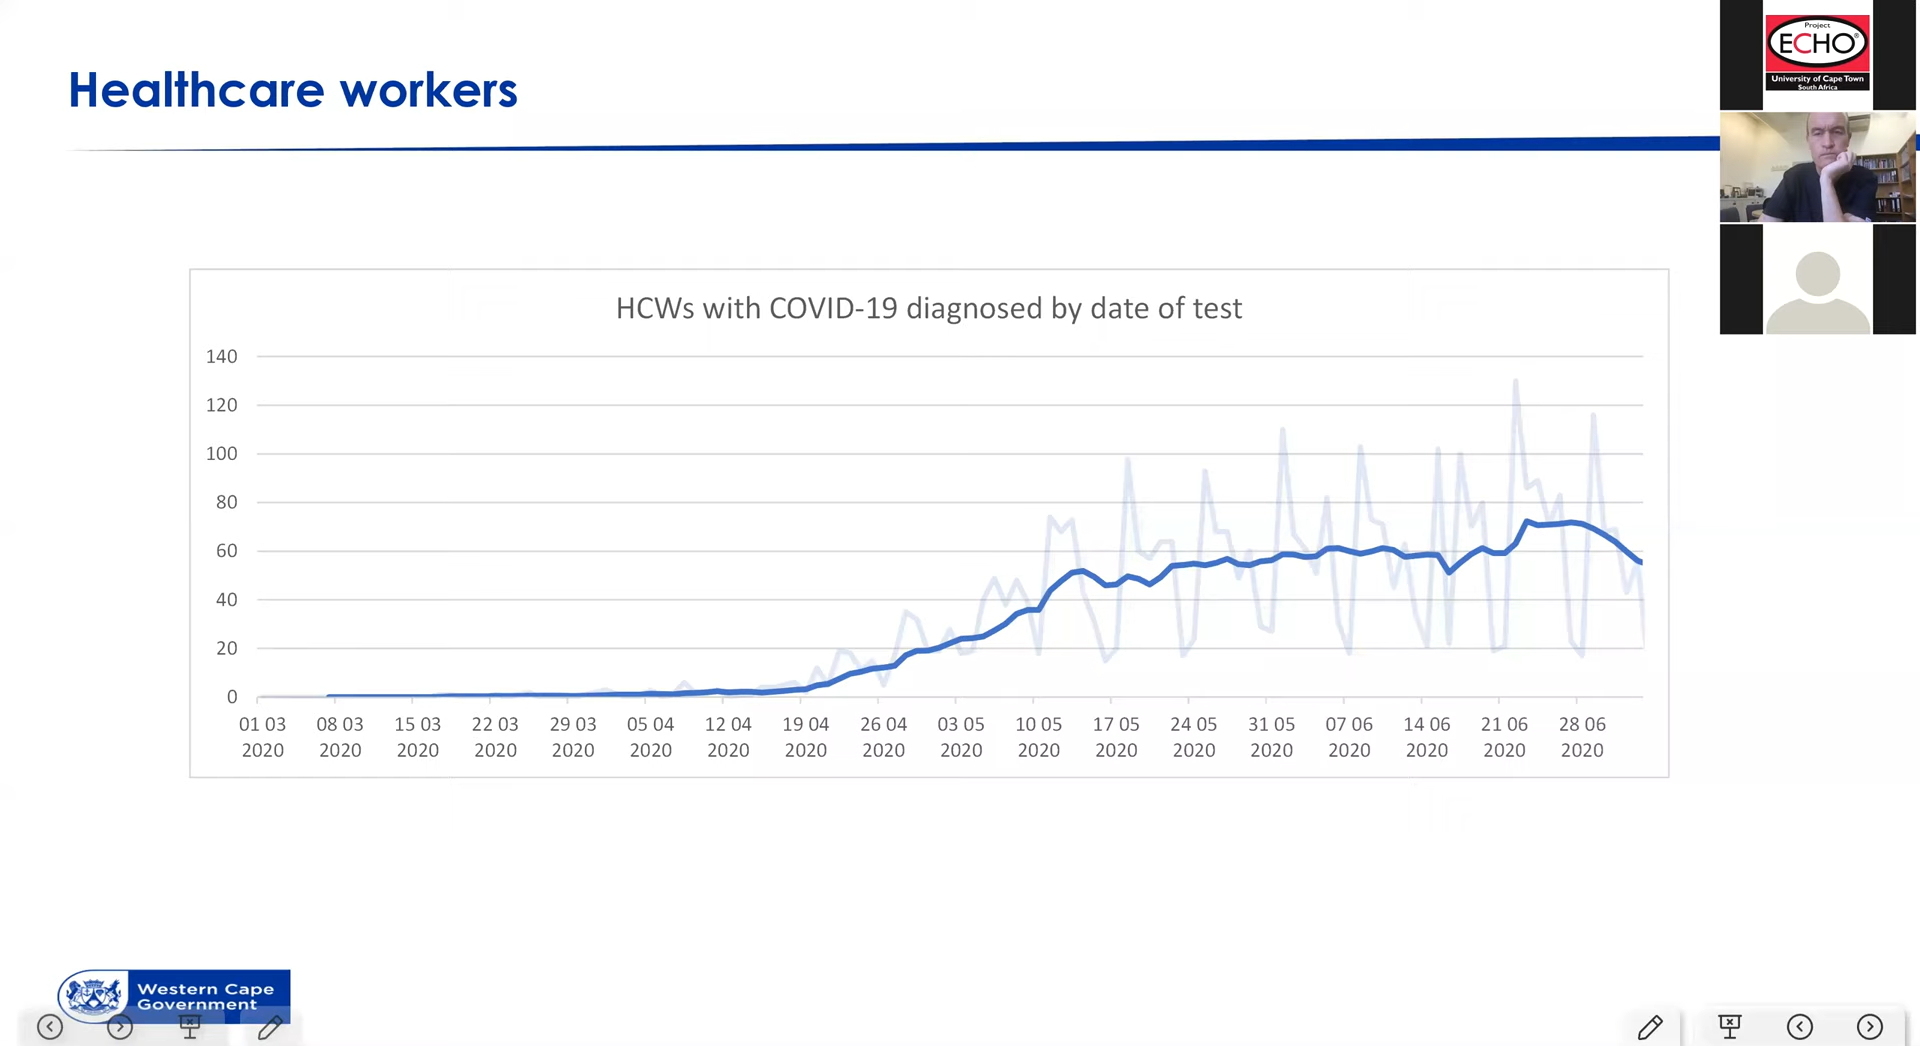 Healthcare workers
Project
ECHO®
University of Cape Town
South Africa
HCWs with COVID-19 diagnosed by date of test
140
120
100
80
60
40
20
0
01 03 08 03 15 03 22 03 29 03 05 04 12 04 19 04 26 04 03 05 10 05 17 05 24 05 31 05 07 06 14 06 21 06 28 06
2020 2020 2020 2020 2020 2020 2020 2020 2020 2020 2020 2020 2020 2020 2020 2020 2020 2020
Western Cape
Government